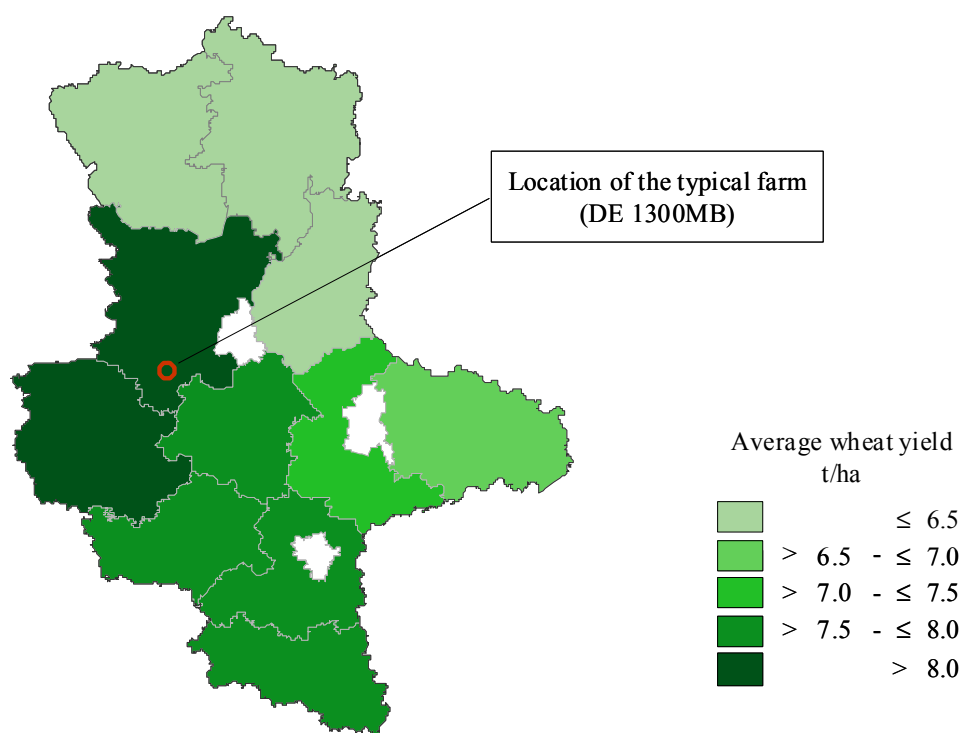 Location of the typical farm
(DE 1300MB)
Average wheat yield
t/ha
≤ 6.5
> 6.5 - ≤ 7.0
> 7.0 - ≤ 7.5
> 7.5 - ≤ 8.0
> 8.0